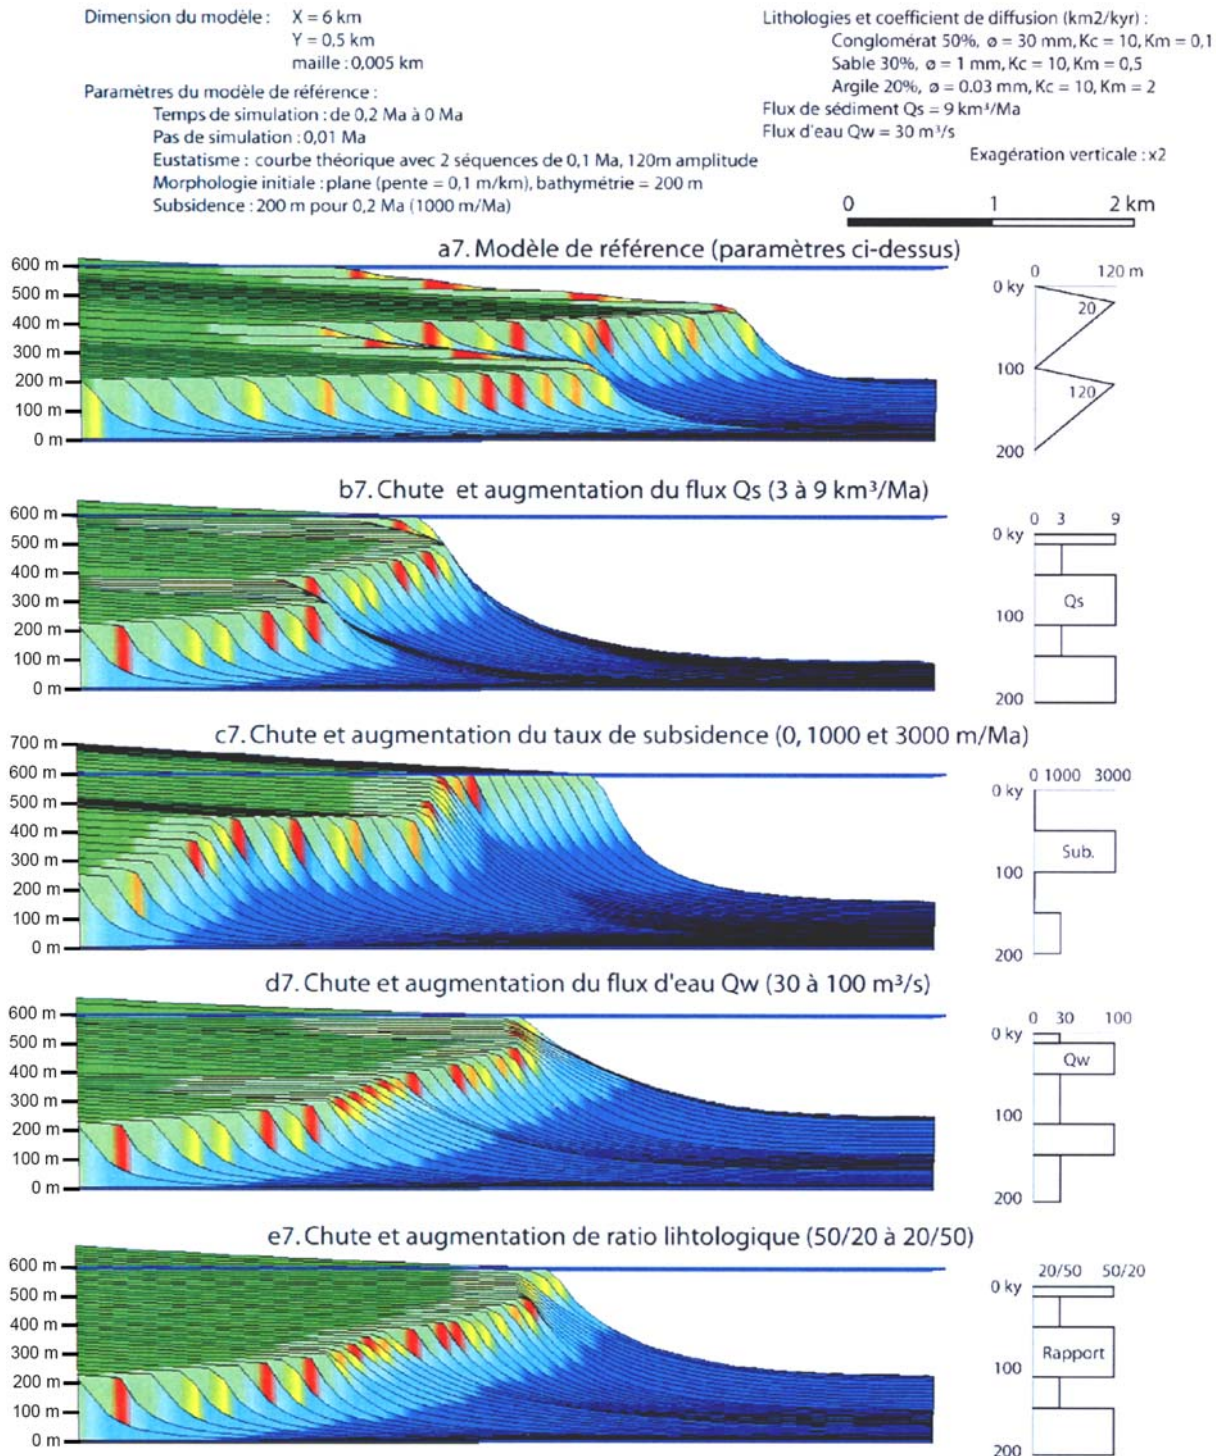 Dimension du modèle : X = 6 km
Y = 0,5 km
maille : 0,005 km
Paramètres du modèle de référence :
Temps de simulation : de 0,2 Ma à 0 Ma
Pas de simulation : 0,01 Ma
Eustatisme : courbe théorique avec 2 séquences de 0,1 Ma, 120m amplitude
Morphologie initiale : plane (pente = 0,1 m/km), bathymétrie = 200 m
Subsidence : 200 m pour 0,2 Ma (1000 m/Ma)
Lithologies et coefficient de diffusion (km2/kyr) :
Conglomérat 50%, ø = 30 mm, Kc = 10, Km = 0,1
Sable 30%, ø = 1 mm, Kc = 10, Km = 0,5
Argile 20%, ø = 0.03 mm, Kc = 10, Km = 2
Flux de sédiment Qs = 9 km³/Ma
Flux d'eau Qw = 30 m³/s
Exagération verticale : x2
0 1 2 km
a7. Modèle de référence (paramètres ci-dessus)
600 m
500 m
400 m
300 m
200 m
100 m
0 m
0 120 m
0 ky
20
100
120
200
b7. Chute et augmentation du flux Qs (3 à 9 km³/Ma)
600 m
500 m
400 m
300 m
200 m
100 m
0 m
0 3 9
0 ky
Qs
100
200
c7. Chute et augmentation du taux de subsidence (0, 1000 et 3000 m/Ma)
700 m
600 m
500 m
400 m
300 m
200 m
100 m
0 m
0 1000 3000
0 ky
Sub.
100
200
d7. Chute et augmentation du flux d'eau Qw (30 à 100 m³/s)
600 m
500 m
400 m
300 m
200 m
100 m
0 m
0 30 100
0 ky
Qw
100
200
e7. Chute et augmentation de ratio lihtologique (50/20 à 20/50)
600 m
500 m
400 m
300 m
200 m
100 m
0 m
20/50 50/20
0 ky
Rapport
100
200